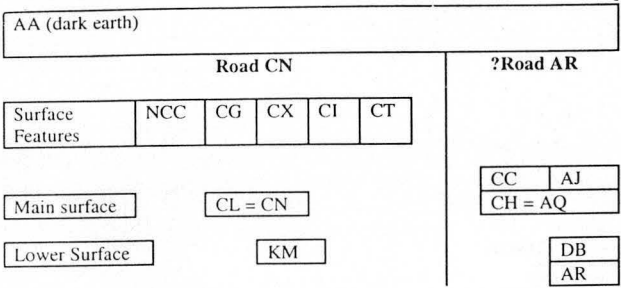 AA (dark earth)
Road CN
?Road AR
Surface Features
NCC
CG
CX
CI
CT
CC
AJ
Main surface
CL = CN
CH = AQ
Lower Surface
KM
DB
AR